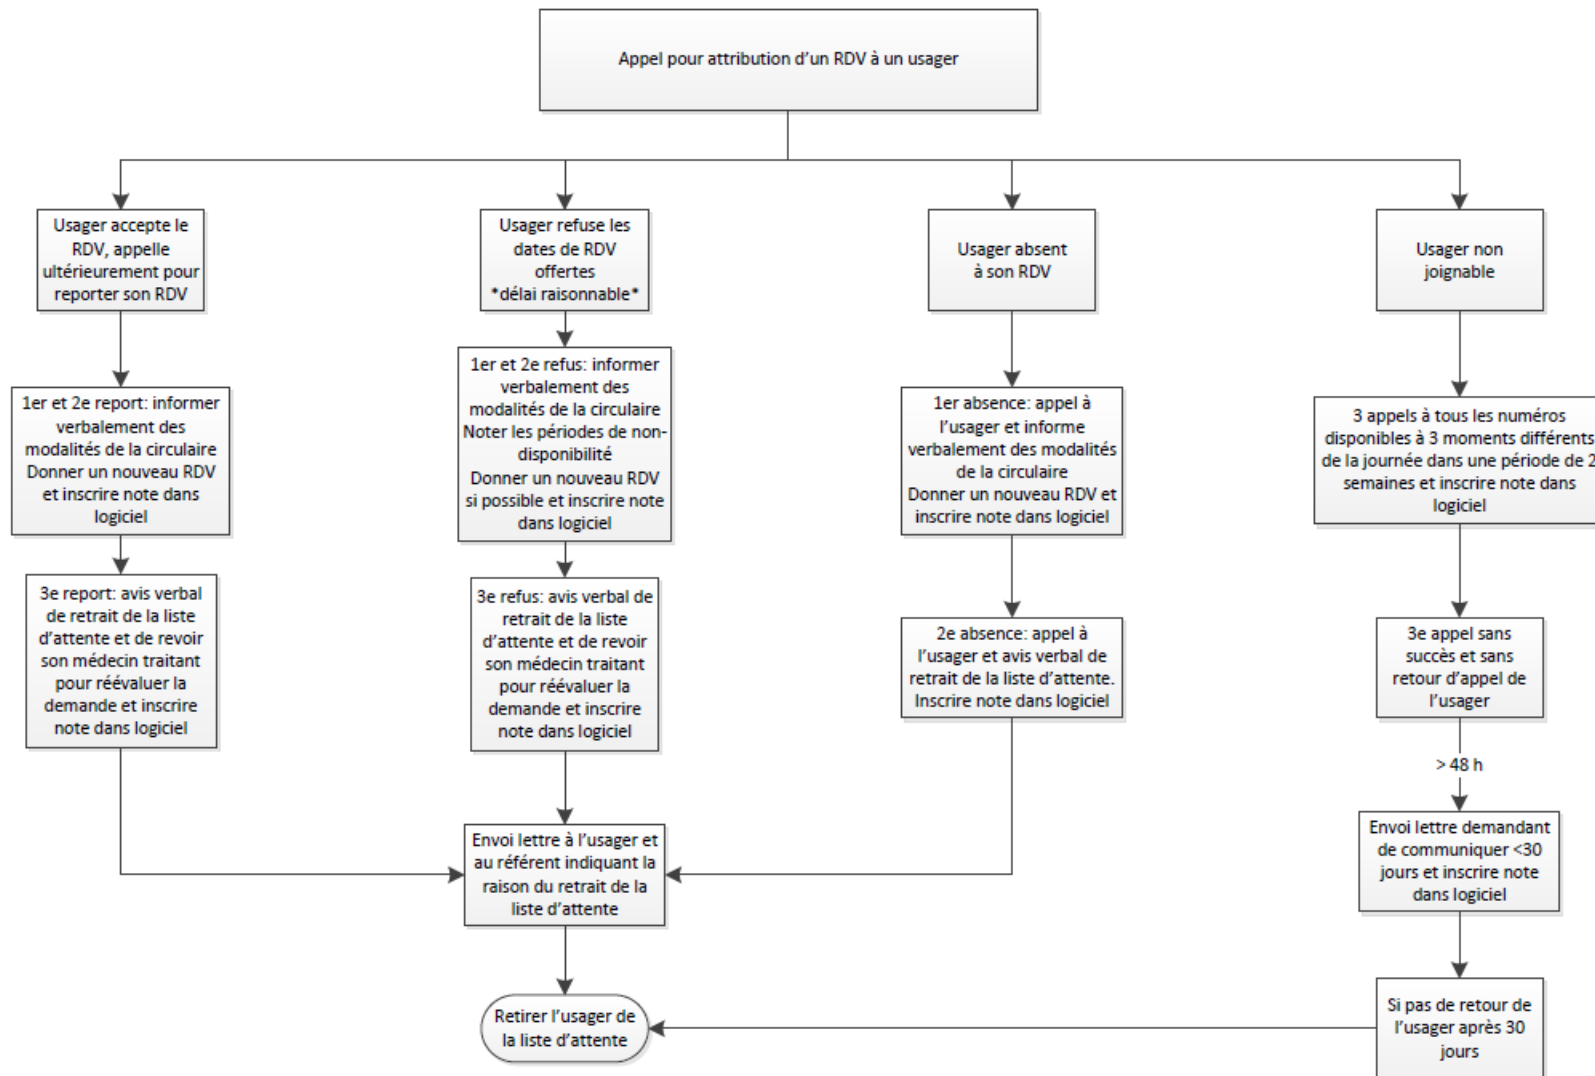 Appel pour attribution d'un RDV à un usager
Usager accepte le
RDV, appelle
ultérieurement pour
reporter son RDV
Usager refuse les
dates de RDV
offertes
*délai raisonnable*
Usager absent
à son RDV
Usager non
joignable
1er et 2e report: informer
verbalement des
modalités de la circulaire
Donner un nouveau RDV
et inscrire note dans
logiciel
1er et 2e refus: informer
verbalement des
modalités de la circulaire
Noter les périodes de non-
disponibilité
Donner un nouveau RDV
si possible et inscrire note
dans logiciel
1er absence: appel à
l'usager et informe
verbalement des modalités
de la circulaire
Donner un nouveau RDV et
inscrire note dans logiciel
3 appels à tous les numéros
disponibles à 3 moments différents
de la journée dans une période de 2
semaines et inscrire note dans
logiciel
3e report: avis verbal
de retrait de la liste
d'attente et de revoir
son médecin traitant
pour réévaluer la
demande et inscrire
note dans logiciel
3e refus: avis verbal de
retrait de la liste
d'attente et de revoir
son médecin traitant
pour réévaluer la
demande et inscrire
note dans logiciel
2e absence: appel à
l'usager et avis verbal de
retrait de la liste d'attente.
Inscrire note dans logiciel
3e appel sans
succès et sans
retour d'appel de
l'usager
> 48 h
Envoi lettre à l'usager et
au référent indiquant la
raison du retrait de la
liste d'attente
Envoi lettre demandant
de communiquer <30
jours et inscrire note
dans logiciel
Retirer l'usager de
la liste d'attente
Si pas de retour de
l'usager après 30
jours